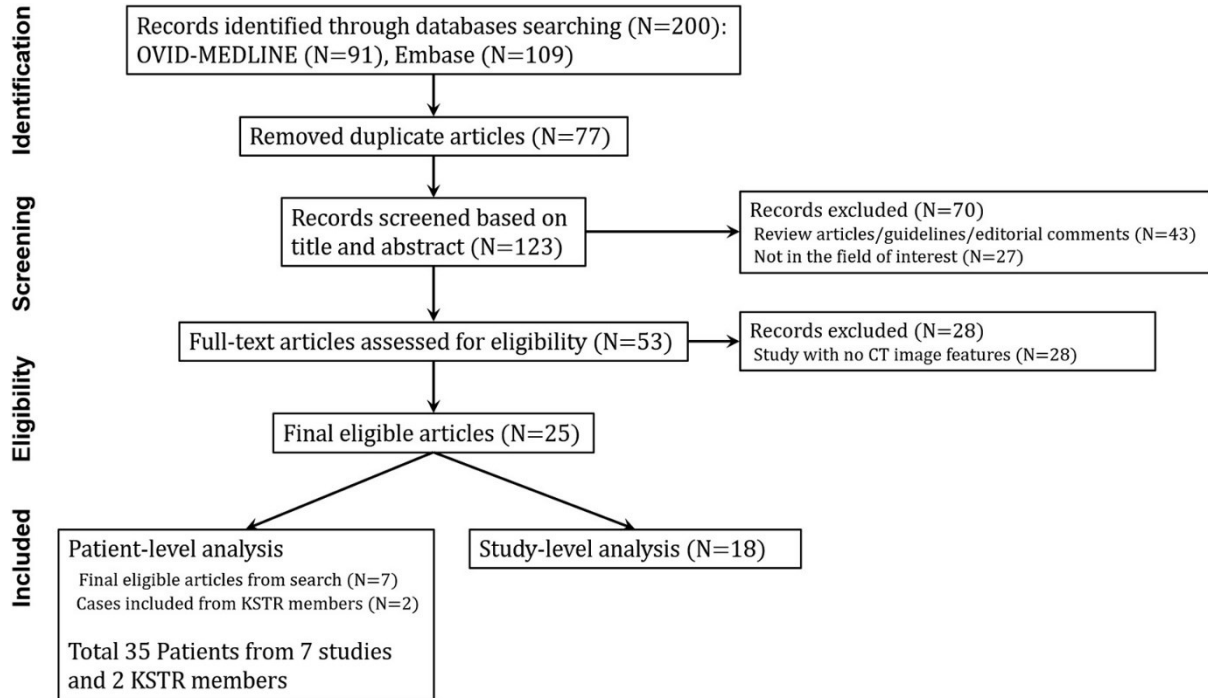 Identification
Records identified through databases searching (N=200):
OVID-MEDLINE (N=91), Embase (N=109)
Removed duplicate articles (N=77)
Screening
Records screened based on
title and abstract (N=123)
Records excluded (N=70)
Review articles/guidelines/editorial comments (N=43)
Not in the field of interest (N=27)
Eligibility
Full-text articles assessed for eligibility (N=53)
Records excluded (N=28)
Study with no CT image features (N=28)
Final eligible articles (N=25)
Included
Patient-level analysis
Final eligible articles from search (N=7)
Cases included from KSTR members (N=2)
Total 35 Patients from 7 studies
and 2 KSTR members
Study-level analysis (N=18)